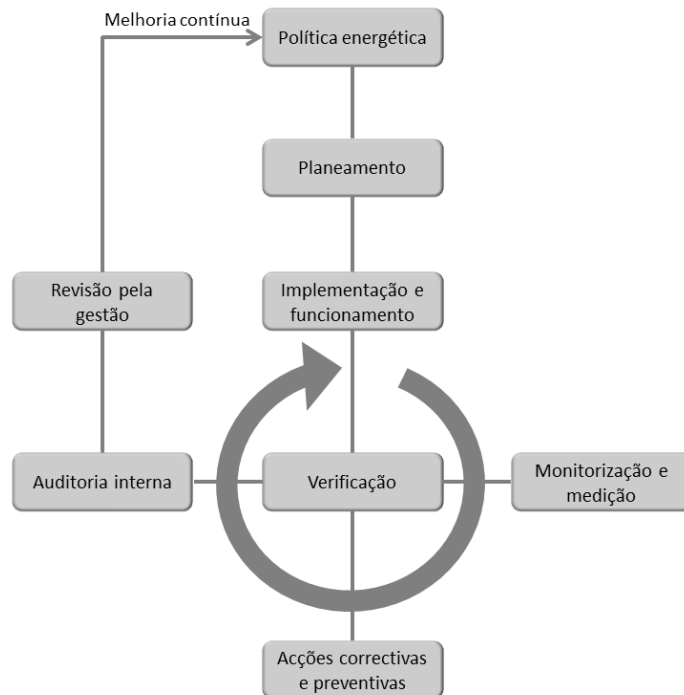 Melhoria contínua
Política energética
Planeamento
Revisão pela
gestão
Implementação e
funcionamento
Auditoria interna
Verificação
Monitorização e
medição
Acções correctivas
e preventivas